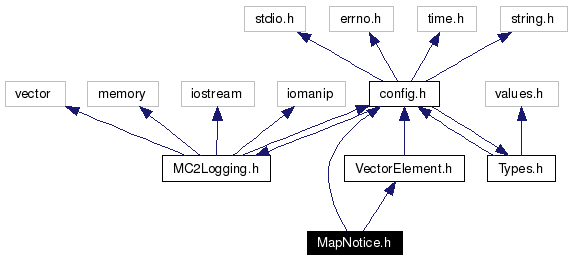 stdio.h
errno.h
time.h
string.h
vector
memory
iostream
iomanip
config.h
values.h
MC2Logging.h
VectorElement.h
Types.h
MapNotice.h